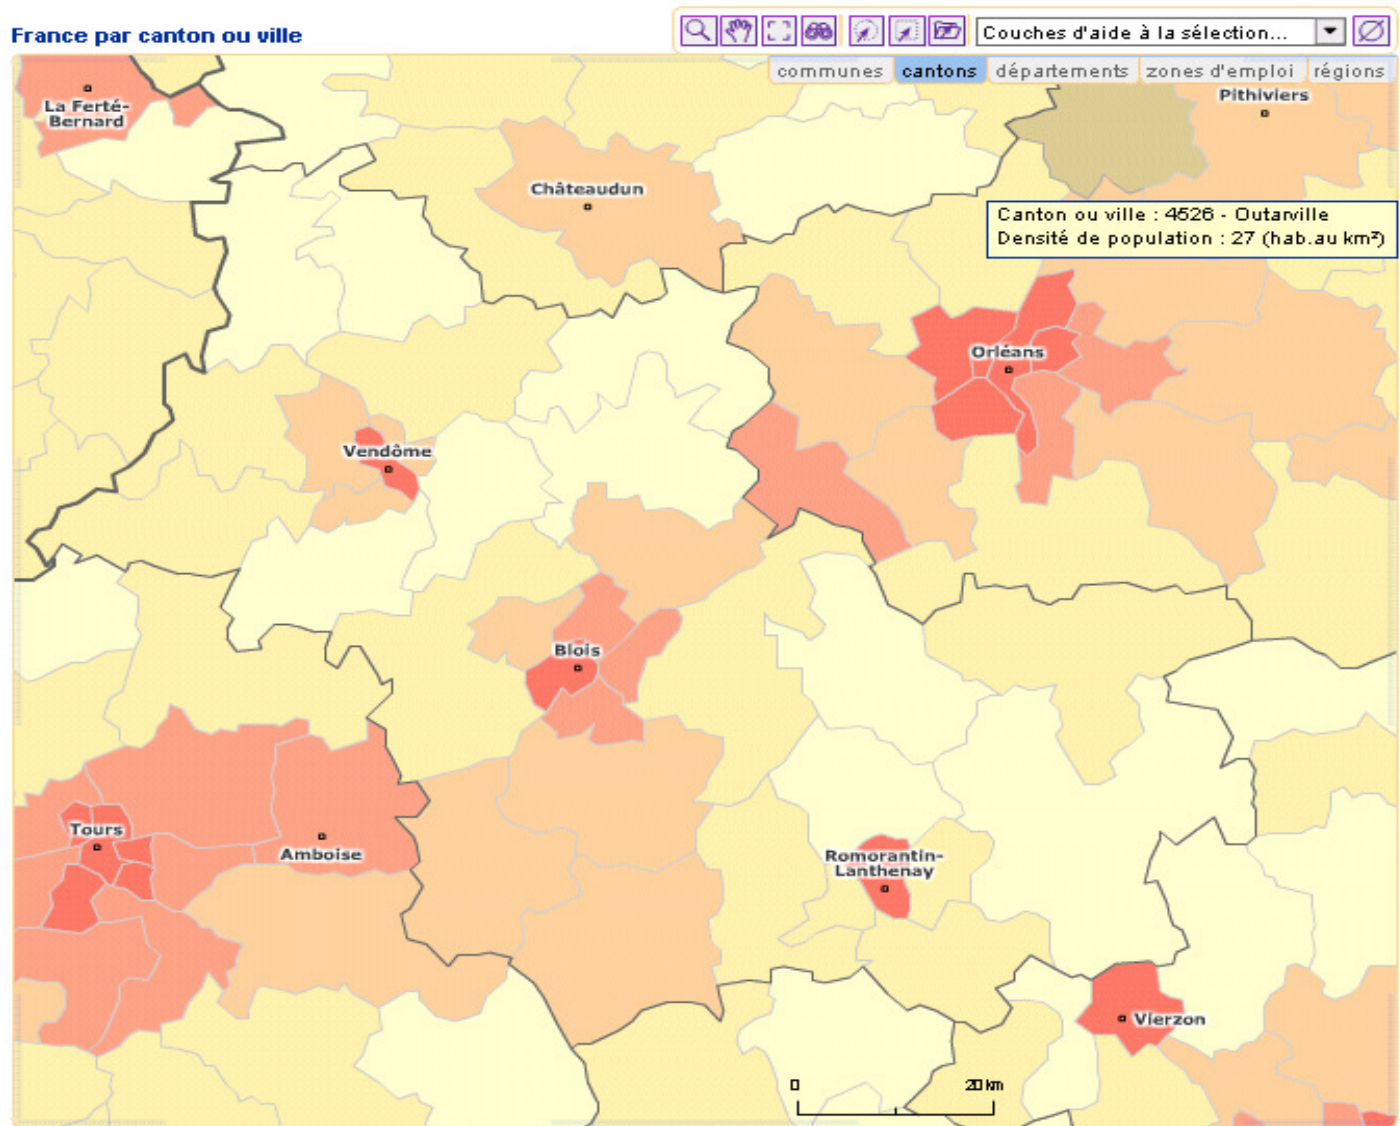 France par canton ou ville
Couches d'aide à la sélection...
communes
cantons
départements
zones d'emploi
régions
La Ferté-
Bernard
Pithiviers
Châteaudun
Canton ou ville : 4526 - Outarville
Densité de population : 27 (hab.au km²)
Orléans
Vendôme
Blois
Tours
Amboise
Romorantin-
Lanthenay
Vierzon
0
20 km